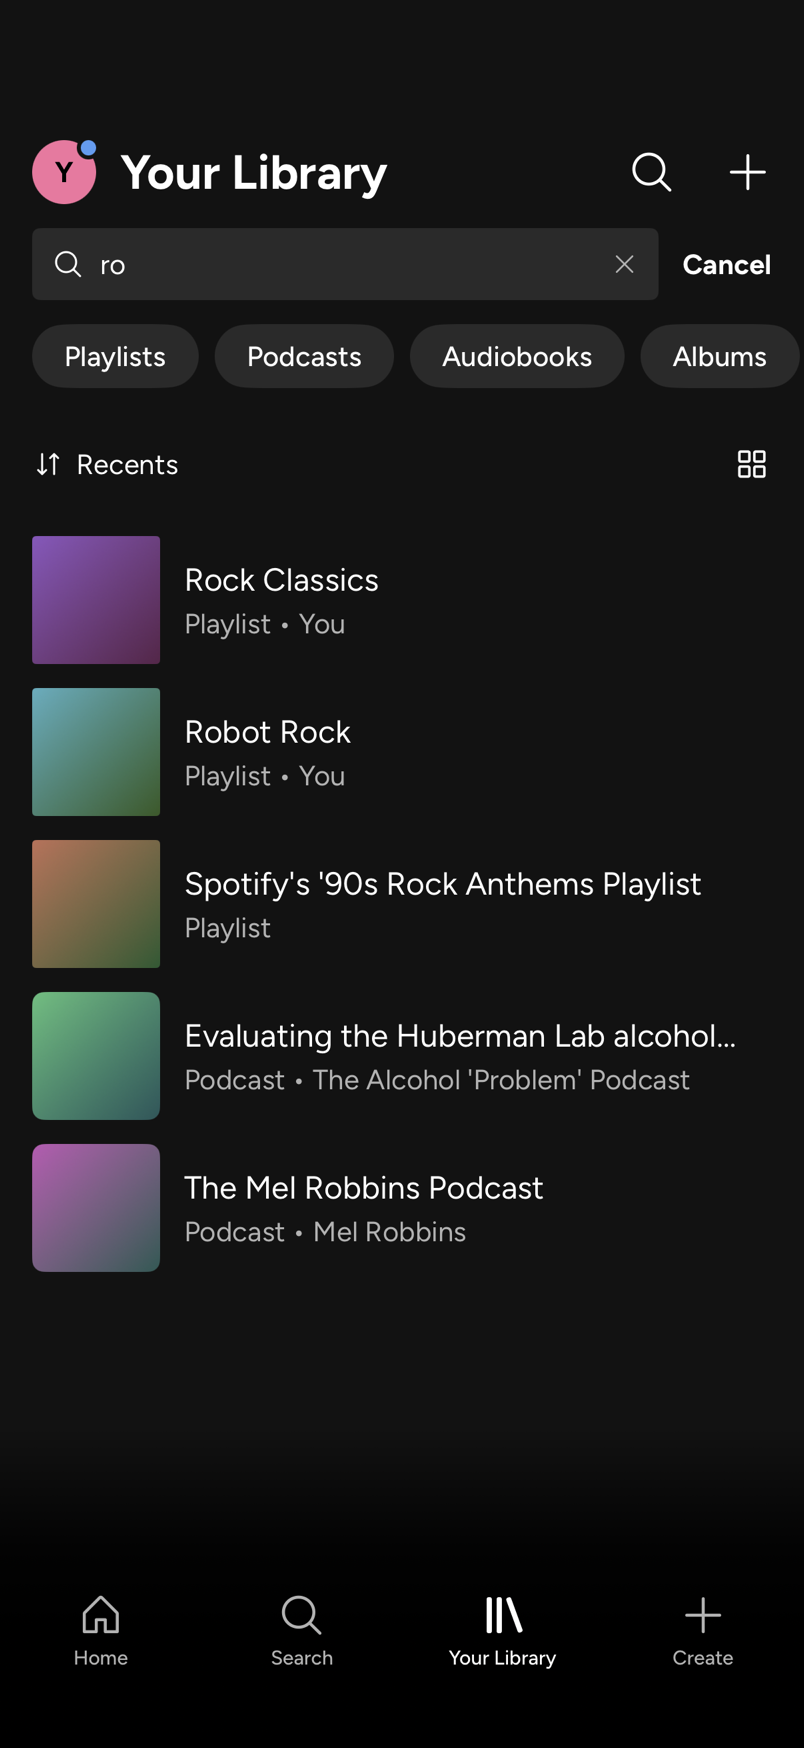 Y
Your Library
ro
Cancel
Playlists
Podcasts
Audiobooks
Albums
Recents
Rock Classics
Playlist • You
Robot Rock
Playlist • You
Spotify's '90s Rock Anthems Playlist
Playlist
Evaluating the Huberman Lab alcohol...
Podcast • The Alcohol 'Problem' Podcast
The Mel Robbins Podcast
Podcast • Mel Robbins
Home
Search
Your Library
Create